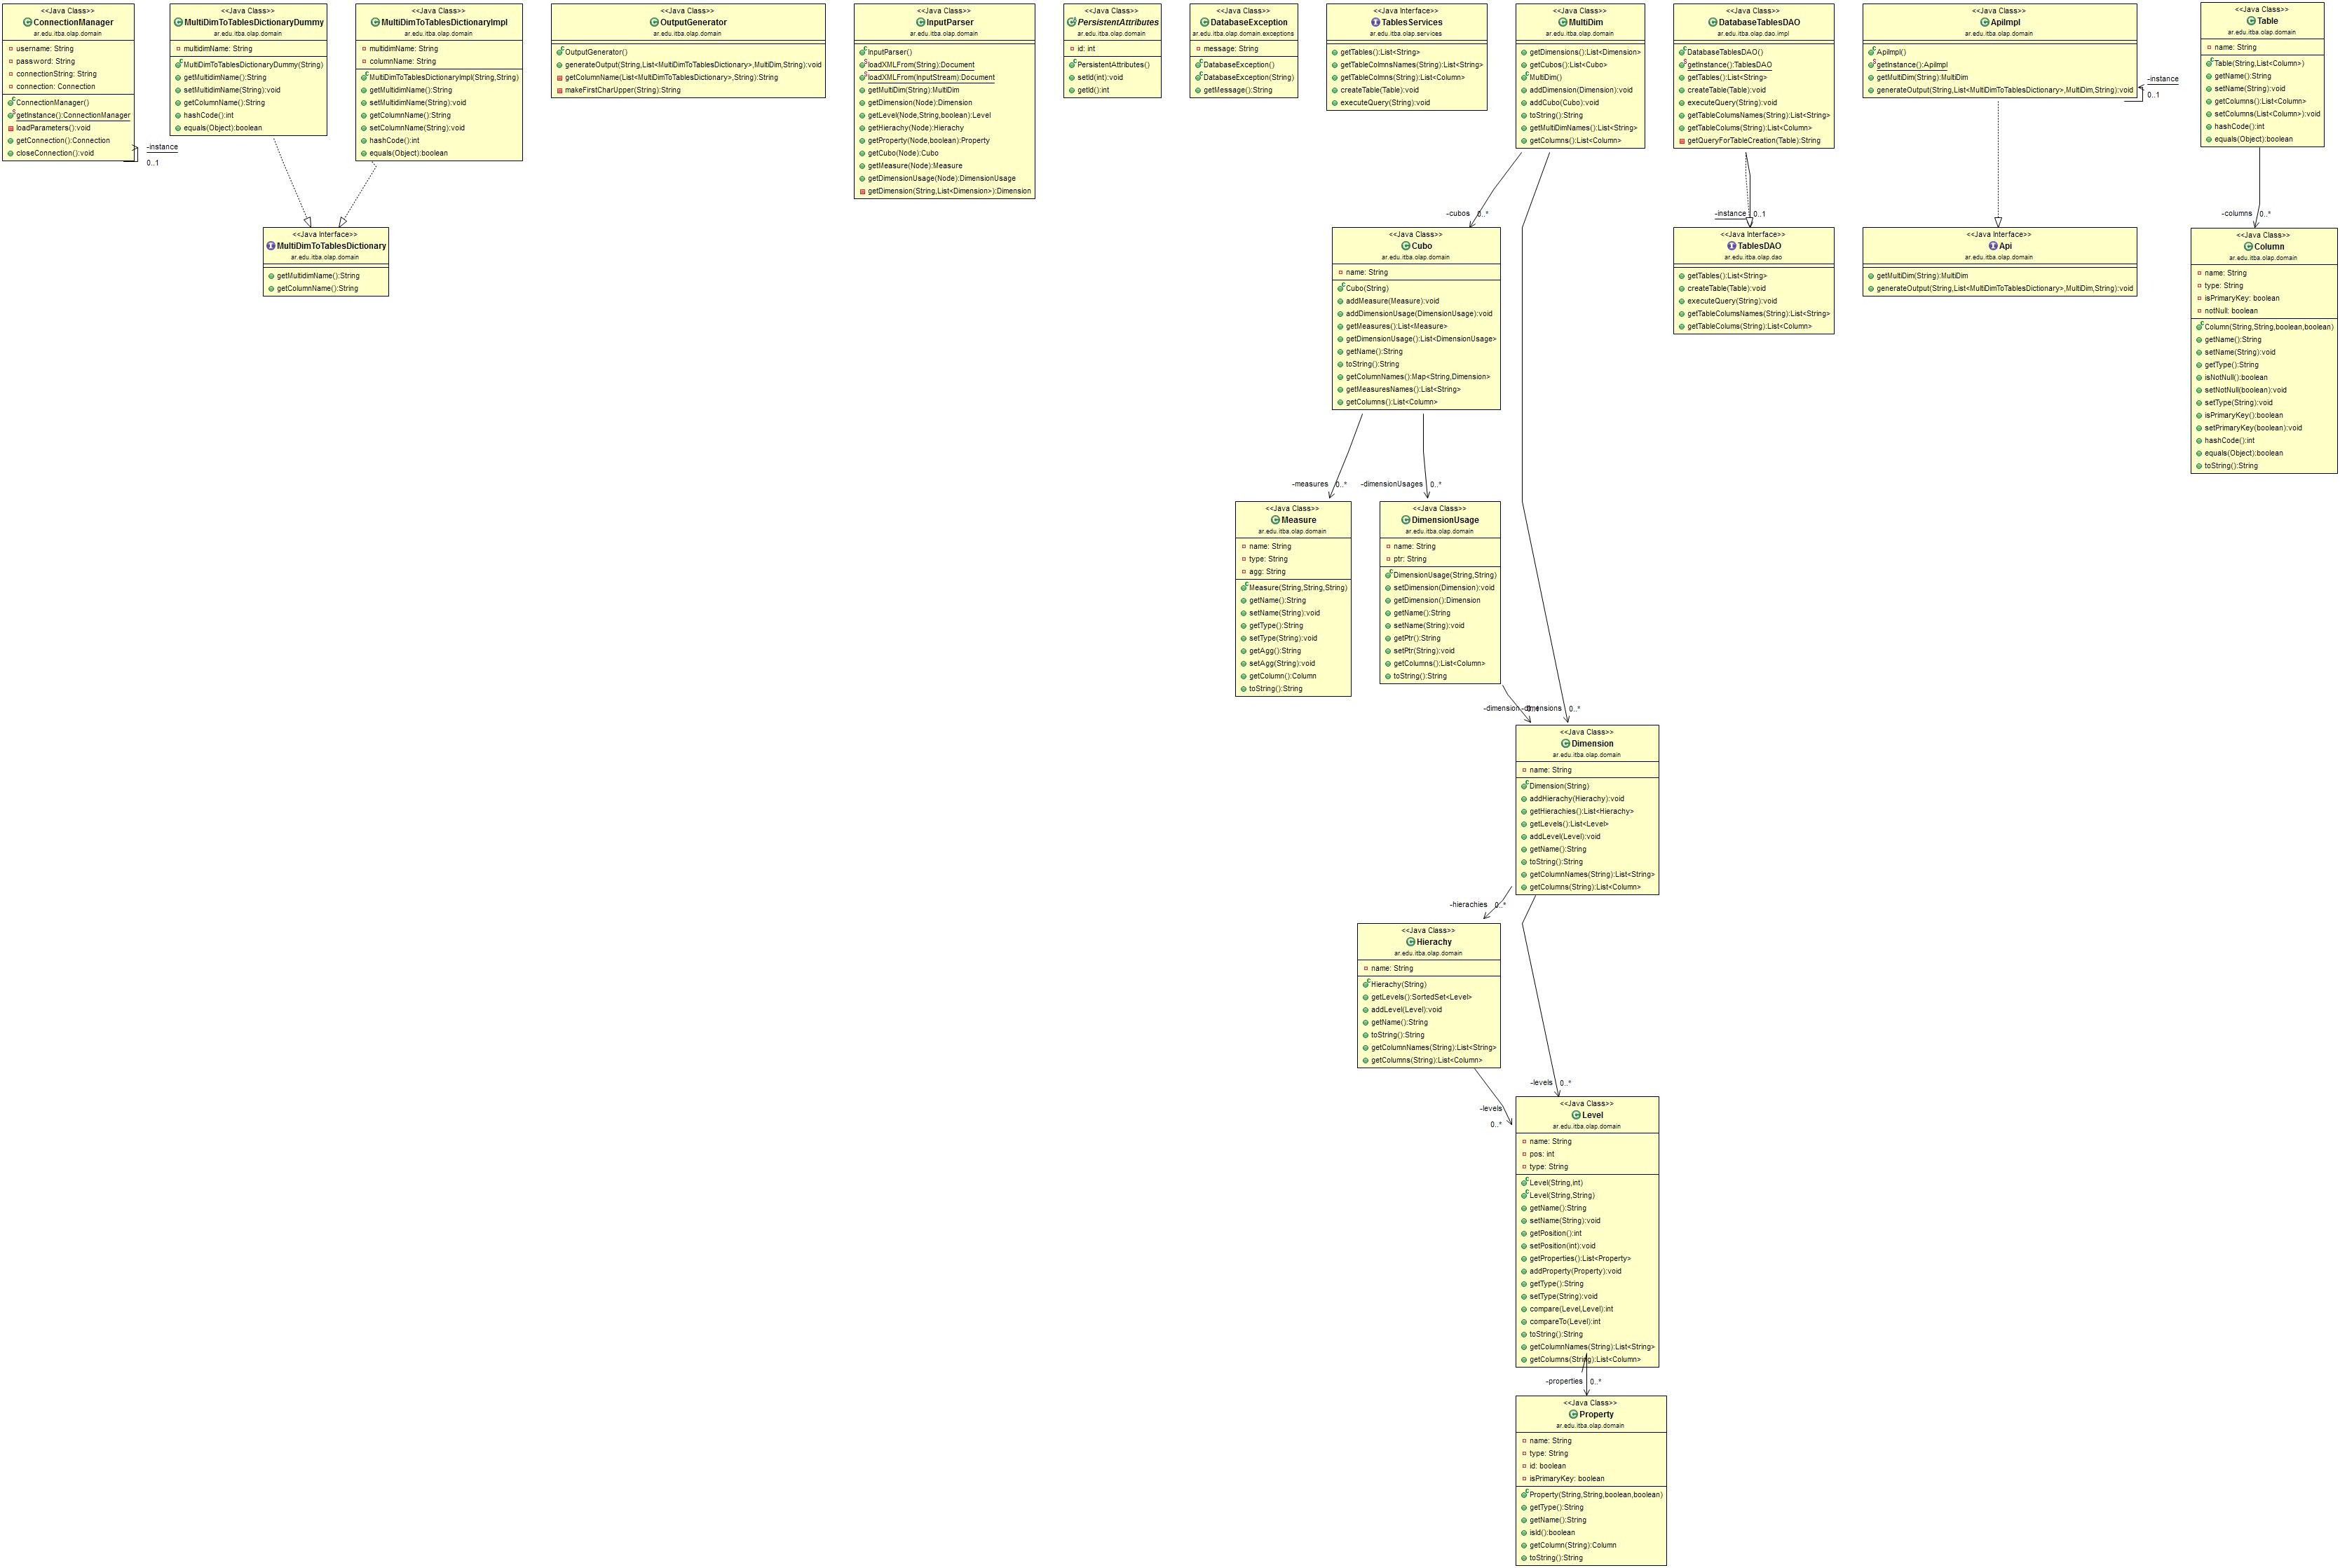 <<Java Class>>
ConnectionManager
ar.edu.itba.olap.domain
username: String
password: String
connectionString: String
connection: Connection
ConnectionManager()
getInstance():ConnectionManager
loadParameters():void
getConnection():Connection
closeConnection():void
-instance
0..1
<<Java Class>>
MultiDimToTablesDictionaryDummy
ar.edu.itba.olap.domain
multidimName: String
MultiDimToTablesDictionaryDummy(String)
getMultidimName():String
setMultidimName(String):void
getColumnName():String
hashCode():int
equals(Object):boolean
<<Java Class>>
MultiDimToTablesDictionaryImpl
ar.edu.itba.olap.domain
multidimName: String
columnName: String
MultiDimToTablesDictionaryImpl(String,String)
getMultidimName():String
setMultidimName(String):void
getColumnName():String
setColumnName(String):void
hashCode():int
equals(Object):boolean
<<Java Interface>>
MultiDimToTablesDictionary
ar.edu.itba.olap.domain
getMultidimName():String
getColumnName():String
<<Java Class>>
OutputGenerator
ar.edu.itba.olap.domain
OutputGenerator()
generateOutput(String,List<MultiDimToTablesDictionary>,MultiDim,String):void
getColumnName(List<MultiDimToTablesDictionary>,String):String
makeFirstCharUpper(String):String
<<Java Class>>
InputParser
ar.edu.itba.olap.domain
InputParser()
loadXMLFrom(String):Document
loadXMLFrom(InputStream):Document
getMultiDim(String):MultiDim
getDimension(Node):Dimension
getLevel(Node,String,boolean):Level
getHierachy(Node):Hierachy
getProperty(Node,boolean):Property
getCubo(Node):Cubo
getMeasure(Node):Measure
getDimensionUsage(Node):DimensionUsage
getDimension(String,List<Dimension>):Dimension
<<Java Class>>
PersistentAttributes
ar.edu.itba.olap.domain
id: int
PersistentAttributes()
setId(int):void
getId():int
<<Java Class>>
DatabaseException
ar.edu.itba.olap.domain.exceptions
message: String
DatabaseException()
DatabaseException(String)
getMessage():String
<<Java Interface>>
TablesServices
ar.edu.itba.olap.services
getTables():List<String>
getTableColmnsNames(String):List<String>
getTableColmns(String):List<Column>
createTable(Table):void
executeQuery(String):void
<<Java Class>>
MultiDim
ar.edu.itba.olap.domain
getDimensions():List<Dimension>
getCubos():List<Cubo>
MultiDim()
addDimension(Dimension):void
addCubo(Cubo):void
toString():String
getMultiDimNames():List<String>
getColumns():List<Column>
<<Java Class>>
DatabaseTablesDAO
ar.edu.itba.olap.dao.impl
DatabaseTablesDAO()
getInstance():TablesDAO
getTables():List<String>
createTable(Table):void
executeQuery(String):void
getTableColumsNames(String):List<String>
getTableColums(String):List<Column>
getQueryForTableCreation(Table):String
-instance
0..1
<<Java Interface>>
TablesDAO
ar.edu.itba.olap.dao
getTables():List<String>
createTable(Table):void
executeQuery(String):void
getTableColumsNames(String):List<String>
getTableColums(String):List<Column>
<<Java Class>>
ApiImpl
ar.edu.itba.olap.domain
ApiImpl()
getInstance():ApiImpl
getMultiDim(String):MultiDim
generateOutput(String,List<MultiDimToTablesDictionary>,MultiDim,String):void
-instance
0..1
<<Java Interface>>
Api
ar.edu.itba.olap.domain
getMultiDim(String):MultiDim
generateOutput(String,List<MultiDimToTablesDictionary>,MultiDim,String):void
<<Java Class>>
Table
ar.edu.itba.olap.domain
name: String
Table(String,List<Column>)
getName():String
setName(String):void
getColumns():List<Column>
setColumns(List<Column>):void
hashCode():int
equals(Object):boolean
-columns
0..*
<<Java Class>>
Column
ar.edu.itba.olap.domain
name: String
type: String
isPrimaryKey: boolean
notNull: boolean
Column(String,String,boolean,boolean)
getName():String
setName(String):void
getType():String
isNotNull():boolean
setNotNull(boolean):void
setType(String):void
isPrimaryKey():boolean
setPrimaryKey(boolean):void
hashCode():int
equals(Object):boolean
toString():String
-cubos
0..*
<<Java Class>>
Cubo
ar.edu.itba.olap.domain
name: String
Cubo(String)
addMeasure(Measure):void
addDimensionUsage(DimensionUsage):void
getMeasures():List<Measure>
getDimensionUsage():List<DimensionUsage>
getName():String
toString():String
getColumnNames():Map<String,Dimension>
getMeasuresNames():List<String>
getColumns():List<Column>
-measures
0..*
-dimensionUsages
0..*
<<Java Class>>
Measure
ar.edu.itba.olap.domain
name: String
type: String
agg: String
Measure(String,String,String)
getName():String
setName(String):void
getType():String
setType(String):void
getAgg():String
setAgg(String):void
getColumn():Column
toString():String
<<Java Class>>
DimensionUsage
ar.edu.itba.olap.domain
name: String
ptr: String
DimensionUsage(String,String)
setDimension(Dimension):void
getDimension():Dimension
getName():String
setName(String):void
getPtr():String
setPtr(String):void
getColumns():List<Column>
toString():String
-dimension
-dimensions
0..*
<<Java Class>>
Dimension
ar.edu.itba.olap.domain
name: String
Dimension(String)
addHierachy(Hierachy):void
getHierachies():List<Hierachy>
getLevels():List<Level>
addLevel(Level):void
getName():String
toString():String
getColumnNames(String):List<String>
getColumns(String):List<Column>
-hierachies
0..*
<<Java Class>>
Hierachy
ar.edu.itba.olap.domain
name: String
Hierachy(String)
getLevels():SortedSet<Level>
addLevel(Level):void
getName():String
toString():String
getColumnNames(String):List<String>
getColumns(String):List<Column>
-levels
0..*
-levels
0..*
<<Java Class>>
Level
ar.edu.itba.olap.domain
name: String
pos: int
type: String
Level(String,int)
Level(String,String)
getName():String
setName(String):void
getPosition():int
setPosition(int):void
getProperties():List<Property>
addProperty(Property):void
getType():String
setType(String):void
compare(Level,Level):int
compareTo(Level):int
toString():String
getColumnNames(String):List<String>
getColumns(String):List<Column>
-properties
0..*
<<Java Class>>
Property
ar.edu.itba.olap.domain
name: String
type: String
id: boolean
isPrimaryKey: boolean
Property(String,String,boolean,boolean)
getType():String
getName():String
isId():boolean
getColumn(String):Column
toString():String